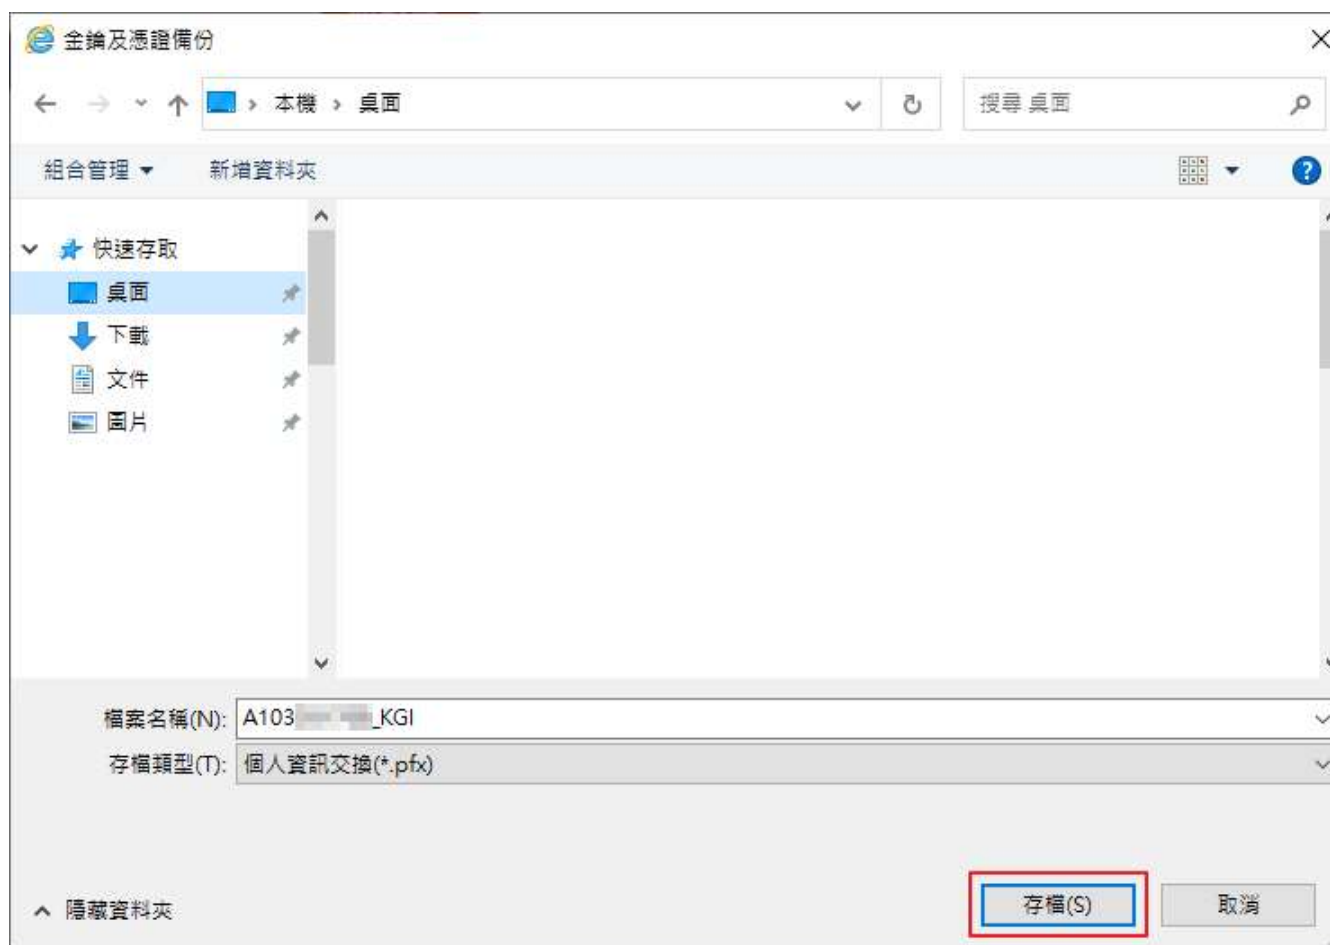 金鑰及憑證備份
本機 › 桌面
搜尋 桌面
組合管理 新增資料夾
快速存取
桌面
下載
文件
圖片
檔案名稱(N): A103 _KGI
存檔類型(T): 個人資訊交換(*.pfx)
隱藏資料夾 存檔(S) 取消